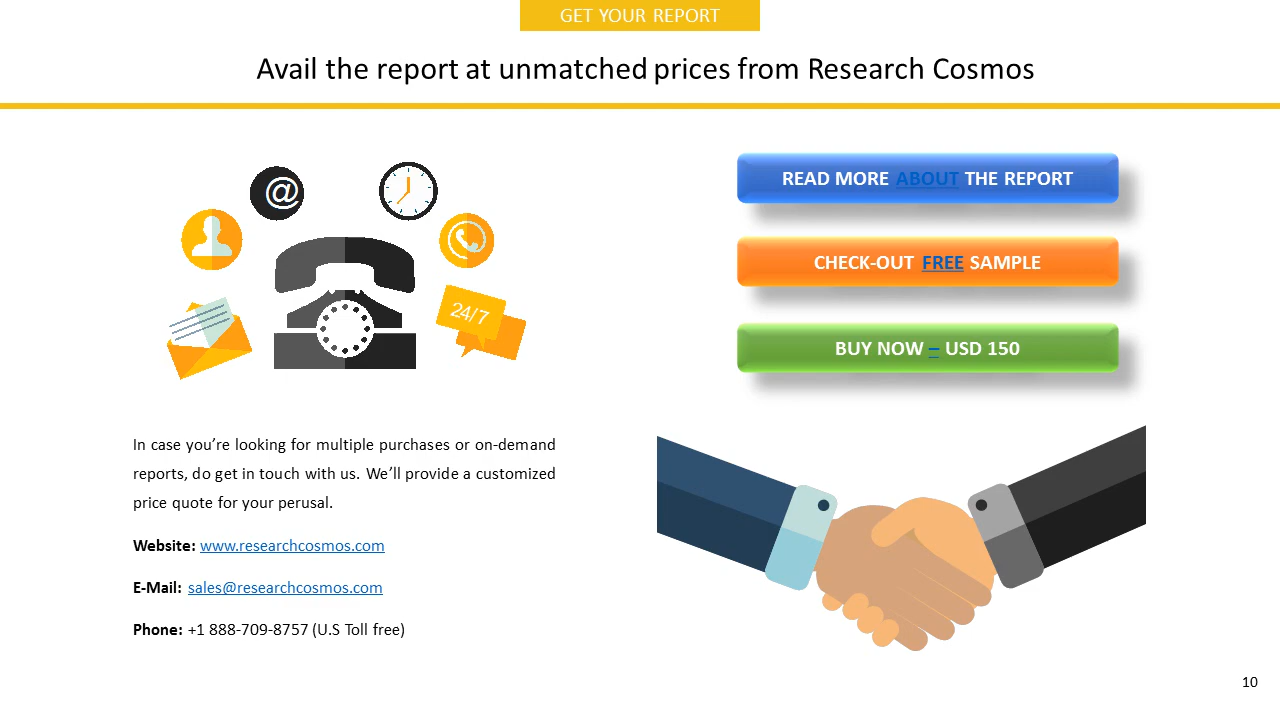 GET YOUR REPORT
Avail the report at unmatched prices from Research Cosmos
@
24/7
READ MORE ABOUT THE REPORT
CHECK-OUT FREE SAMPLE
BUY NOW – USD 150
In case you’re looking for multiple purchases or on-demand
reports, do get in touch with us. We’ll provide a customized
price quote for your perusal.
Website: www.researchcosmos.com
E-Mail: sales@researchcosmos.com
Phone: +1 888-709-8757 (U.S Toll free)
10